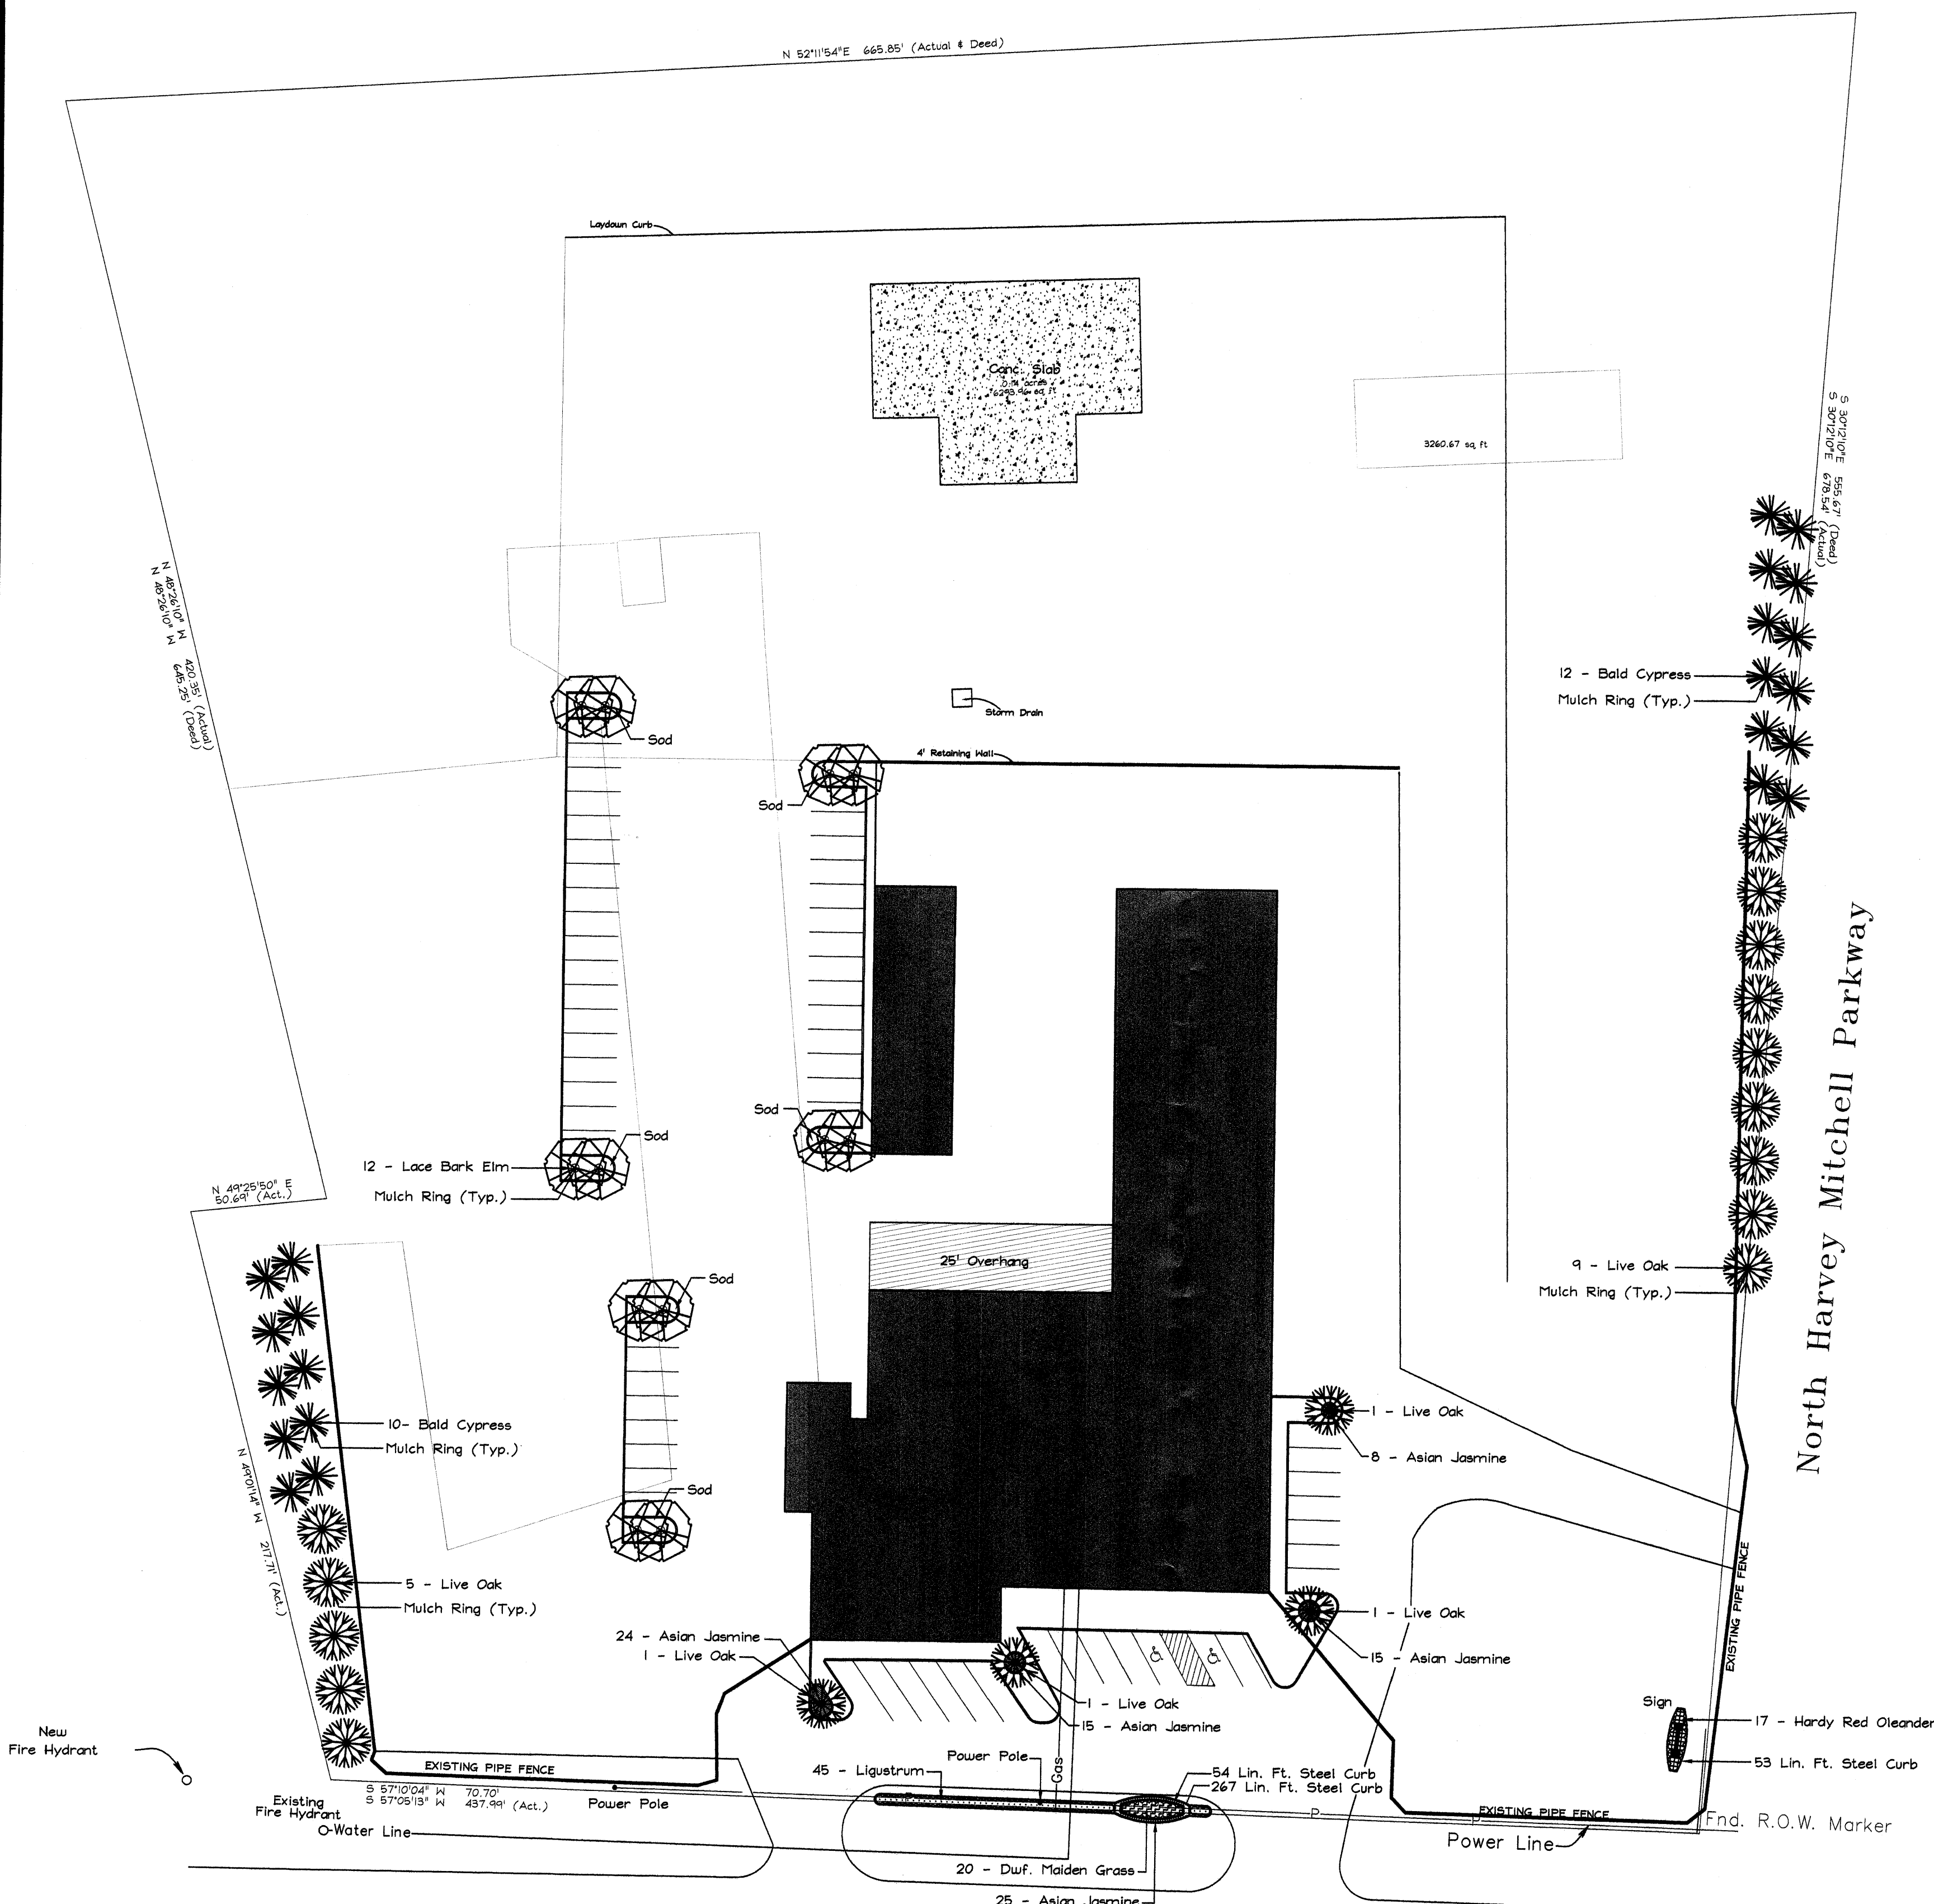 N 52°11'54"E 665.85' (Actual & Deed)
Laydown Curb
Conc. Slab
0.14 acres
6293.96 sq. ft
3260.67 sq. ft
S 30°12'10"E 555.67' (Deed)
S 30°12'10"E 678.54' (Actual)
N 48°26'10" W 420.35' (Actual)
N 48°26'10" W 645.25' (Deed)
12 - Bald Cypress
Mulch Ring (Typ.)
Storm Drain
Sod
4' Retaining Wall
Sod
North Harvey Mitchell Parkway
Sod
Sod
12 - Lace Bark Elm
Mulch Ring (Typ.)
N 49°25'50" E
50.69' (Act.)
25' Overhang
9 - Live Oak
Mulch Ring (Typ.)
Sod
10- Bald Cypress
Mulch Ring (Typ.)
1 - Live Oak
8 - Asian Jasmine
N 49°01'14" W 217.71' (Act.)
Sod
5 - Live Oak
Mulch Ring (Typ.)
1 - Live Oak
15 - Asian Jasmine
24 - Asian Jasmine
1 - Live Oak
1 - Live Oak
15 - Asian Jasmine
EXISTING PIPE FENCE
Sign
17 - Hardy Red Oleander
53 Lin. Ft. Steel Curb
New
Fire Hydrant
EXISTING PIPE FENCE
S 57°10'04" W 70.70'
S 57°05'13" W 437.99' (Act.)
Power Pole
Power Pole
Gas
45 - Ligustrum
54 Lin. Ft. Steel Curb
267 Lin. Ft. Steel Curb
P
P
P
EXISTING PIPE FENCE
Fnd. R.O.W. Marker
Power Line
Existing
Fire Hydrant
Water Line
20 - Dwf. Maiden Grass
25 - Asian Jasmine